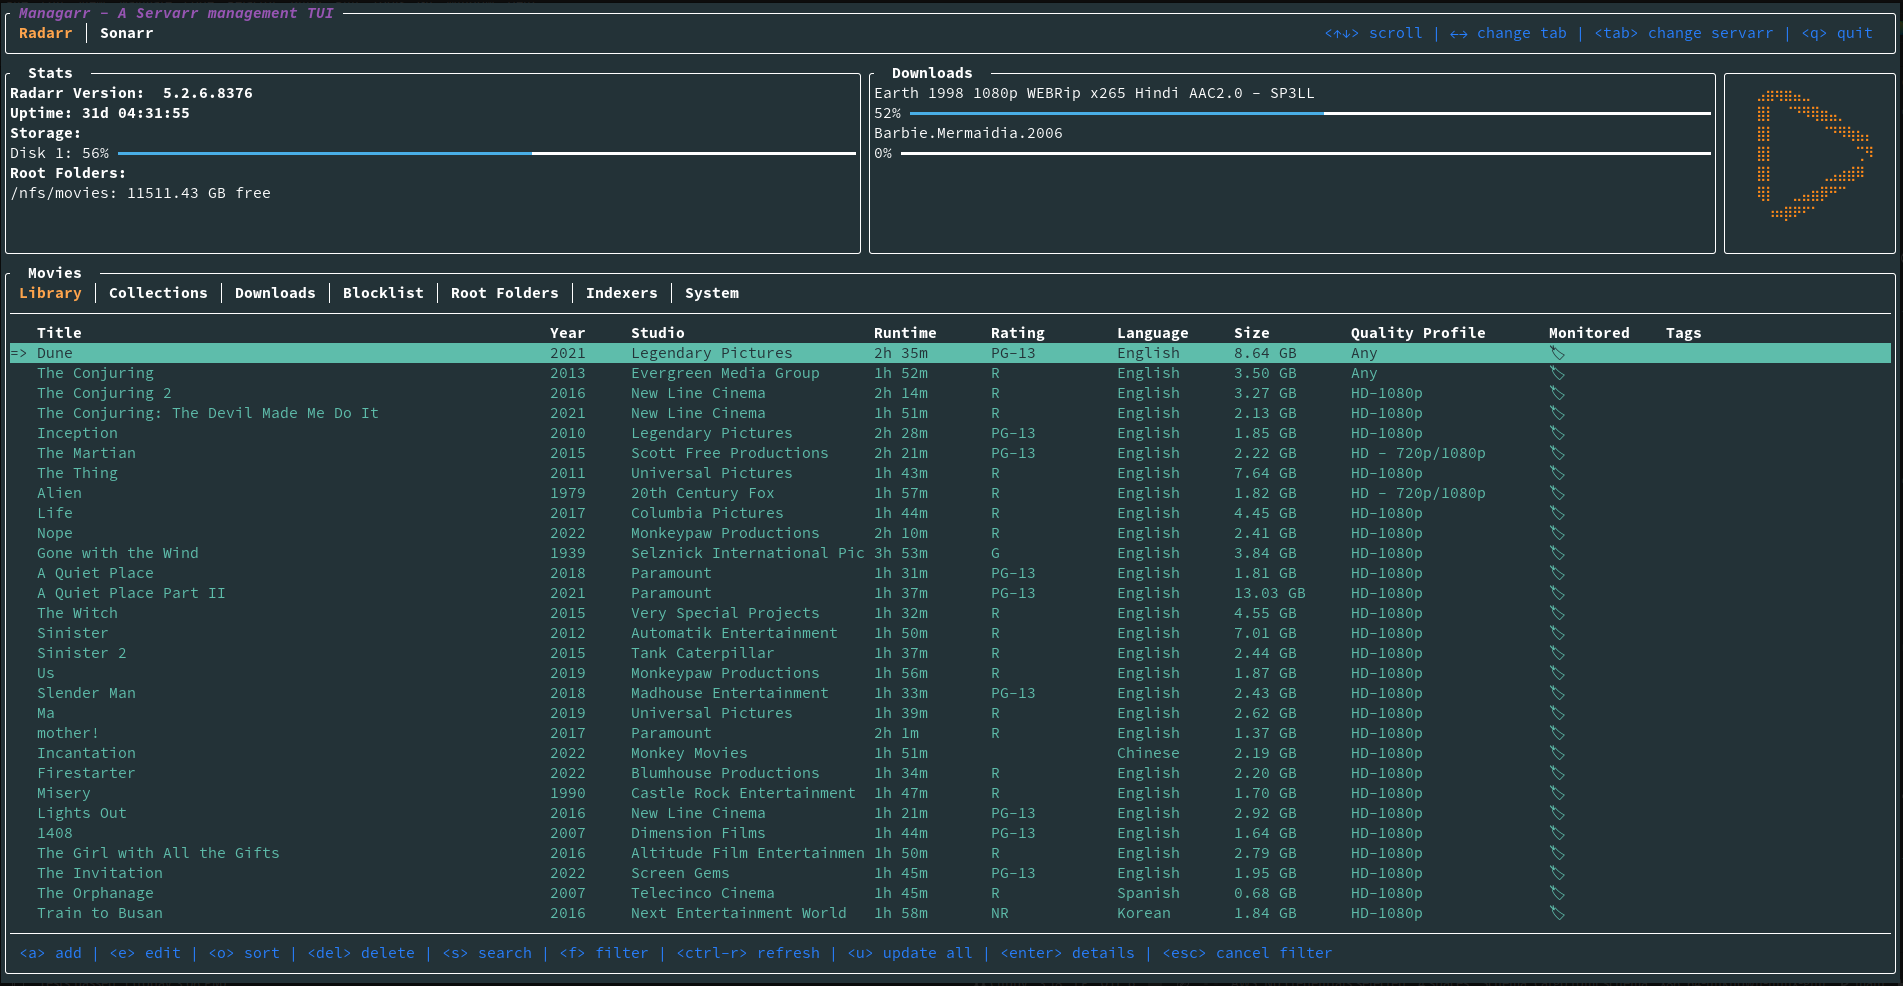 Managarr - A Servarr management TUI
Radarr │ Sonarr <↑↓> scroll | ←→ change tab | <tab> change servarr | <q> quit
Stats
Radarr Version: 5.2.6.8376
Uptime: 31d 04:31:55
Storage:
Disk 1: 56%
Root Folders:
/nfs/movies: 11511.43 GB free
Downloads
Earth 1998 1080p WEBRip x265 Hindi AAC2.0 - SP3LL
52%
Barbie.Mermaidia.2006
0%
Movies
Library │ Collections │ Downloads │ Blocklist │ Root Folders │ Indexers │ System
Title Year Studio Runtime Rating Language Size Quality Profile Monitored Tags
=> Dune 2021 Legendary Pictures 2h 35m PG-13 English 8.64 GB Any
The Conjuring 2013 Evergreen Media Group 1h 52m R English 3.50 GB Any
The Conjuring 2 2016 New Line Cinema 2h 14m R English 3.27 GB HD-1080p
The Conjuring: The Devil Made Me Do It 2021 New Line Cinema 1h 51m R English 2.13 GB HD-1080p
Inception 2010 Legendary Pictures 2h 28m PG-13 English 1.85 GB HD-1080p
The Martian 2015 Scott Free Productions 2h 21m PG-13 English 2.22 GB HD - 720p/1080p
The Thing 2011 Universal Pictures 1h 43m R English 7.64 GB HD-1080p
Alien 1979 20th Century Fox 1h 57m R English 1.82 GB HD - 720p/1080p
Life 2017 Columbia Pictures 1h 44m R English 4.45 GB HD-1080p
Nope 2022 Monkeypaw Productions 2h 10m R English 2.41 GB HD-1080p
Gone with the Wind 1939 Selznick International Pic 3h 53m G English 3.84 GB HD-1080p
A Quiet Place 2018 Paramount 1h 31m PG-13 English 1.81 GB HD-1080p
A Quiet Place Part II 2021 Paramount 1h 37m PG-13 English 13.03 GB HD-1080p
The Witch 2015 Very Special Projects 1h 32m R English 4.55 GB HD-1080p
Sinister 2012 Automatik Entertainment 1h 50m R English 7.01 GB HD-1080p
Sinister 2 2015 Tank Caterpillar 1h 37m R English 2.44 GB HD-1080p
Us 2019 Monkeypaw Productions 1h 56m R English 1.87 GB HD-1080p
Slender Man 2018 Madhouse Entertainment 1h 33m PG-13 English 2.43 GB HD-1080p
Ma 2019 Universal Pictures 1h 39m R English 2.62 GB HD-1080p
mother! 2017 Paramount 2h 1m R English 1.37 GB HD-1080p
Incantation 2022 Monkey Movies 1h 51m Chinese 2.19 GB HD-1080p
Firestarter 2022 Blumhouse Productions 1h 34m R English 2.20 GB HD-1080p
Misery 1990 Castle Rock Entertainment 1h 47m R English 1.70 GB HD-1080p
Lights Out 2016 New Line Cinema 1h 21m PG-13 English 2.92 GB HD-1080p
1408 2007 Dimension Films 1h 44m PG-13 English 1.64 GB HD-1080p
The Girl with All the Gifts 2016 Altitude Film Entertainmen 1h 50m R English 2.79 GB HD-1080p
The Invitation 2022 Screen Gems 1h 45m PG-13 English 1.95 GB HD-1080p
The Orphanage 2007 Telecinco Cinema 1h 45m R Spanish 0.68 GB HD-1080p
Train to Busan 2016 Next Entertainment World 1h 58m NR Korean 1.84 GB HD-1080p
<a> add | <e> edit | <o> sort | <del> delete | <s> search | <f> filter | <ctrl-r> refresh | <u> update all | <enter> details | <esc> cancel filter